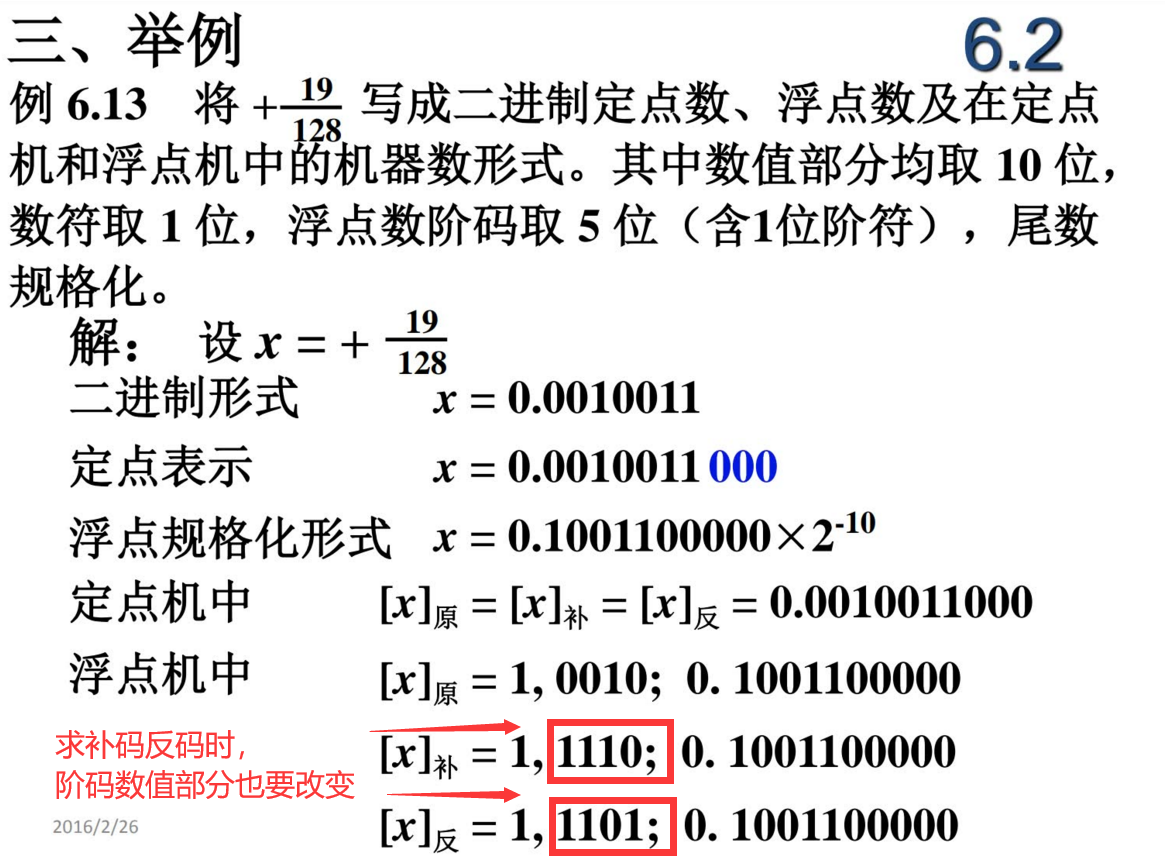 三、举例 6.2
例 6.13 将 +19/128 写成二进制定点数、浮点数及在定点
机和浮点机中的机器数形式。其中数值部分均取 10 位,
数符取 1 位，浮点数阶码取 5 位（含1位阶符），尾数
规格化。
解： 设 x = + 19/128
二进制形式 x = 0.0010011
定点表示 x = 0.0010011 000
浮点规格化形式 x = 0.1001100000×2^-10
定点机中 [x]原 = [x]补 = [x]反 = 0.0010011000
浮点机中 [x]原 = 1, 0010; 0. 1001100000
求补码反码时，
[x]补 = 1, 1110; 0. 1001100000
阶码数值部分也要改变
[x]反 = 1, 1101; 0. 1001100000
2016/2/26